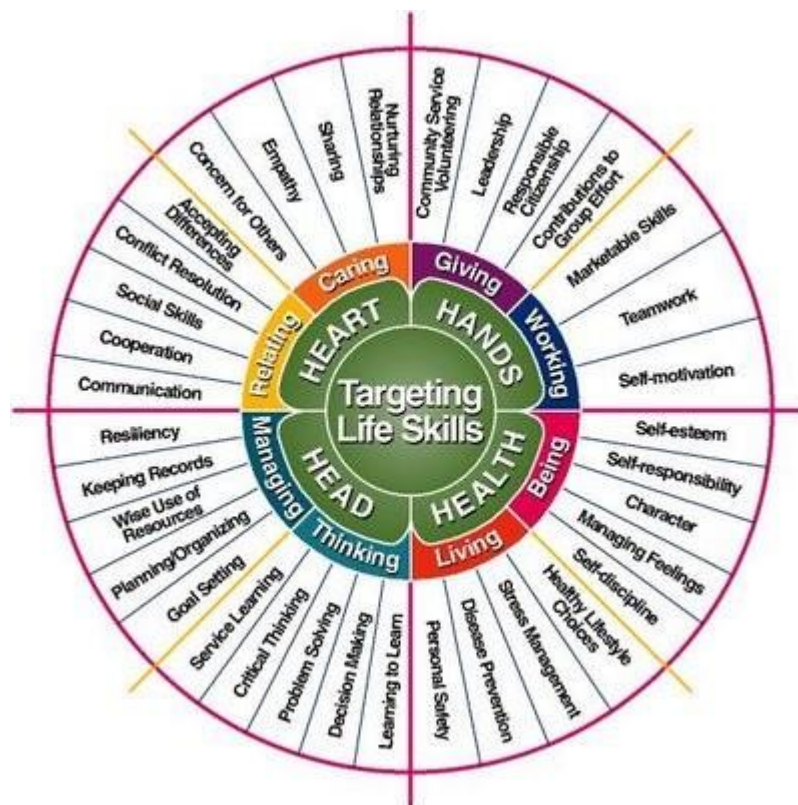 Targeting
Life Skills
HEART
HANDS
HEALTH
HEAD
Relating
Caring
Giving
Working
Being
Living
Thinking
Managing
Communication
Cooperation
Social Skills
Conflict Resolution
Accepting
Differences
Concern for Others
Empathy
Sharing
Nurturing
Relationships
Community Service
Volunteering
Leadership
Responsible
Citizenship
Contributions to
Group Effort
Marketable Skills
Teamwork
Self-motivation
Self-esteem
Self-responsibility
Character
Managing Feelings
Self-discipline
Healthy Lifestyle
Choices
Stress Management
Disease Prevention
Personal Safety
Learning to Learn
Decision Making
Problem Solving
Critical Thinking
Service Learning
Goal Setting
Planning/Organizing
Wise Use of
Resources
Keeping Records
Resiliency